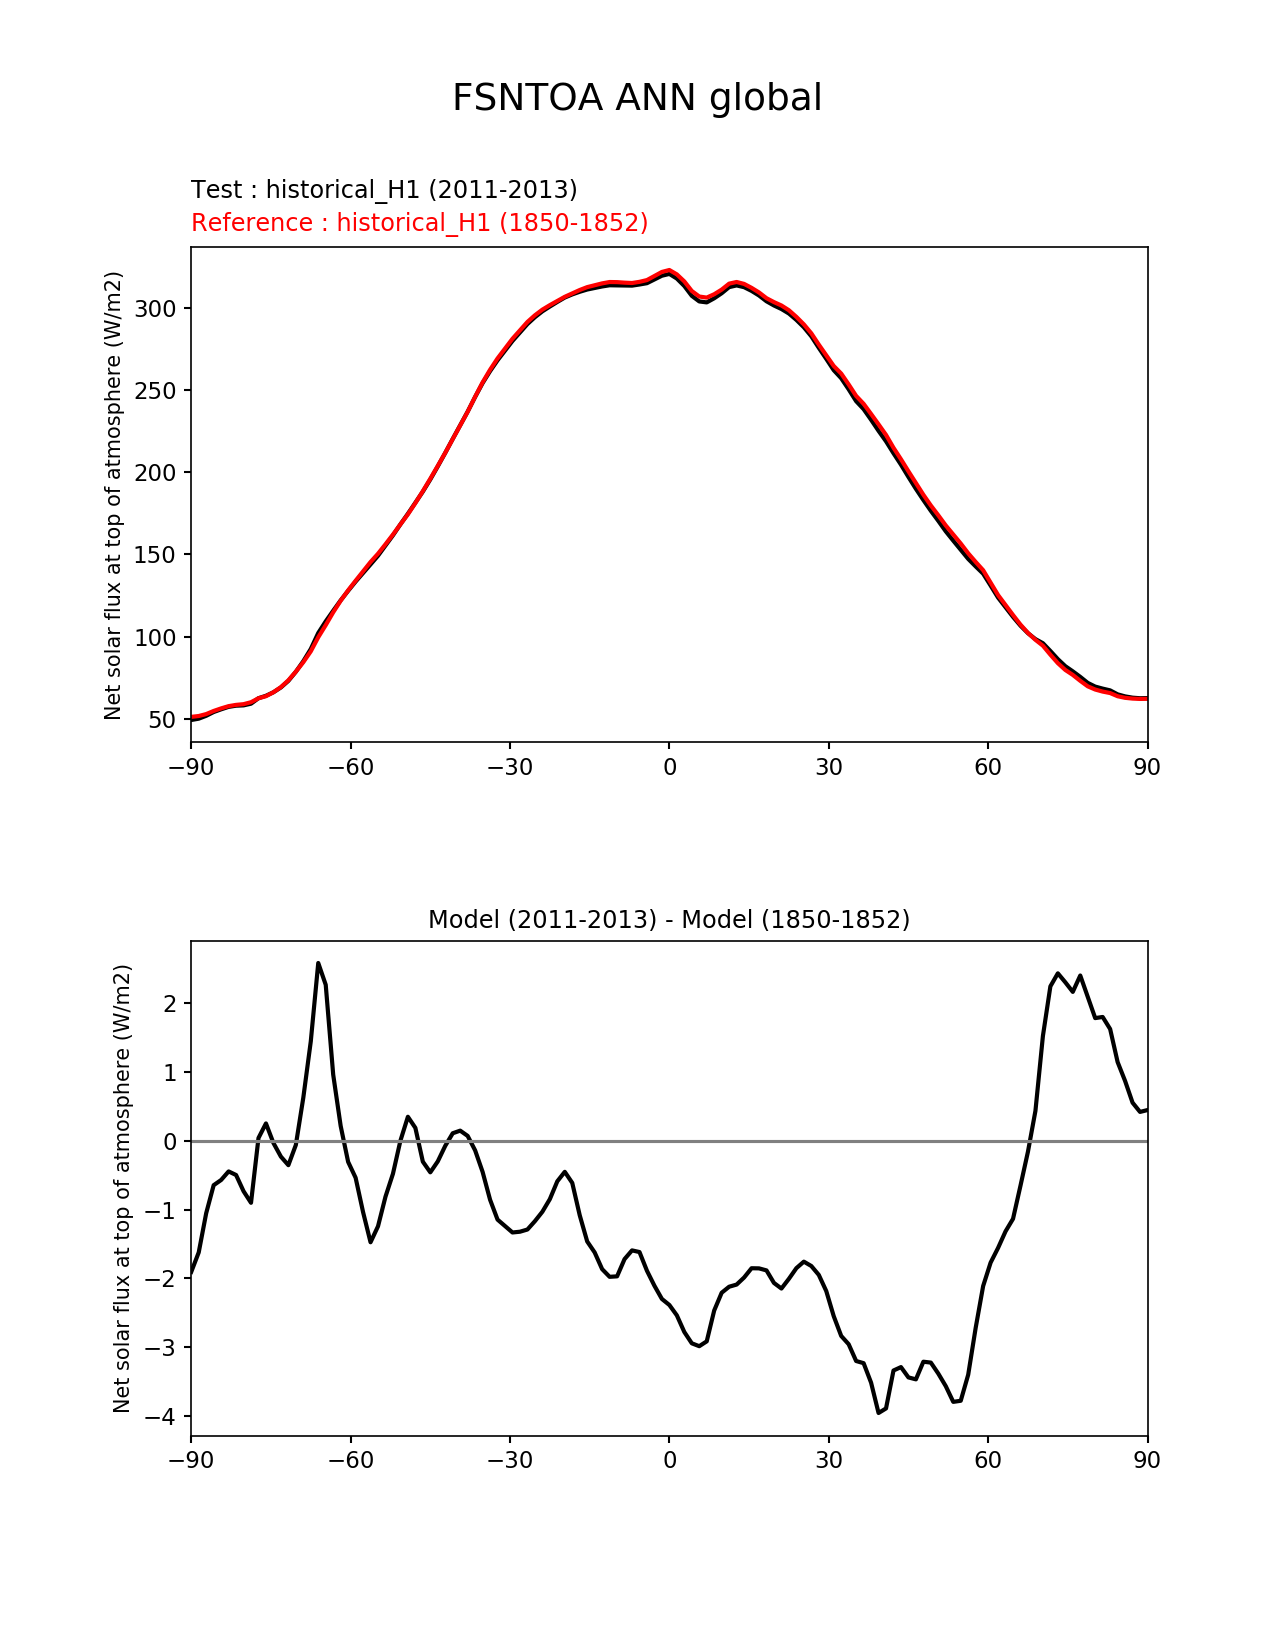 FSNTOA ANN global
Test : historical_H1 (2011-2013)
Reference : historical_H1 (1850-1852)
Net solar flux at top of atmosphere (W/m2)
300
250
200
150
100
50
−90 −60 −30 0 30 60 90
Model (2011-2013) - Model (1850-1852)
Net solar flux at top of atmosphere (W/m2)
2
1
0
−1
−2
−3
−4
−90 −60 −30 0 30 60 90